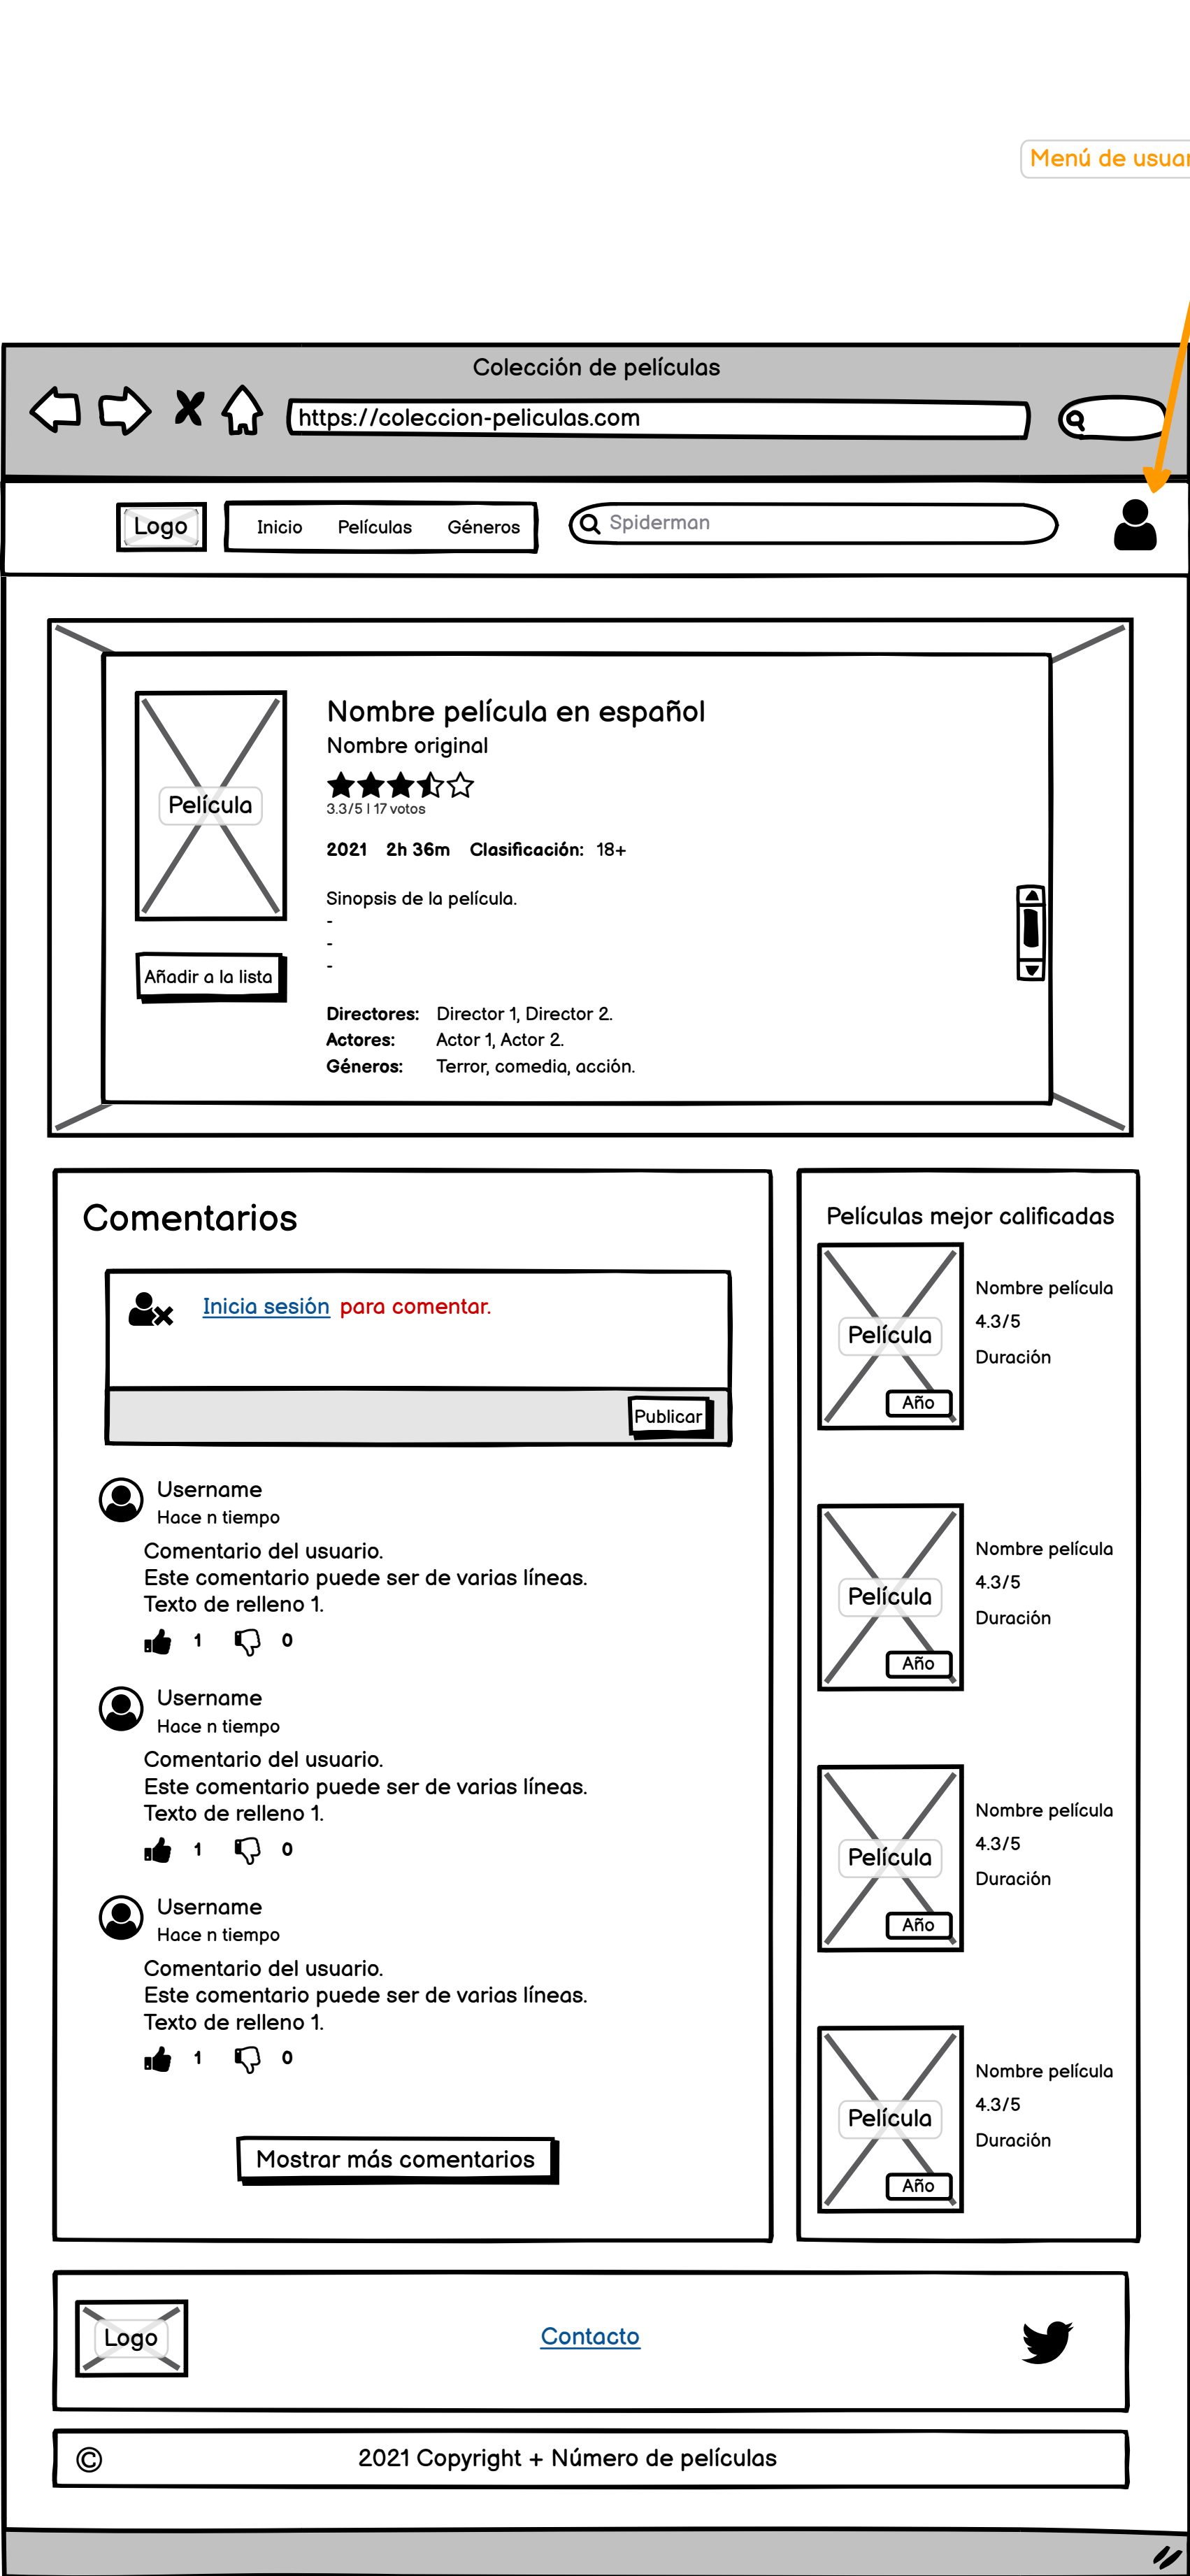 Menú de usuar
Colección de películas
https://coleccion-peliculas.com
Logo
Inicio Películas Géneros
Spiderman
Película
Añadir a la lista
Nombre película en español
Nombre original
3.3/5 | 17 votos
2021 2h 36m Clasificación: 18+
Sinopsis de la película.
-
-
-
Directores: Director 1, Director 2.
Actores: Actor 1, Actor 2.
Géneros: Terror, comedia, acción.
Comentarios
Inicia sesión para comentar.
Publicar
Username
Hace n tiempo
Comentario del usuario.
Este comentario puede ser de varias líneas.
Texto de relleno 1.
1 0
Username
Hace n tiempo
Comentario del usuario.
Este comentario puede ser de varias líneas.
Texto de relleno 1.
1 0
Username
Hace n tiempo
Comentario del usuario.
Este comentario puede ser de varias líneas.
Texto de relleno 1.
1 0
Mostrar más comentarios
Películas mejor calificadas
Película
Año
Nombre película
4.3/5
Duración
Película
Año
Nombre película
4.3/5
Duración
Película
Año
Nombre película
4.3/5
Duración
Película
Año
Nombre película
4.3/5
Duración
Logo
Contacto
© 2021 Copyright + Número de películas